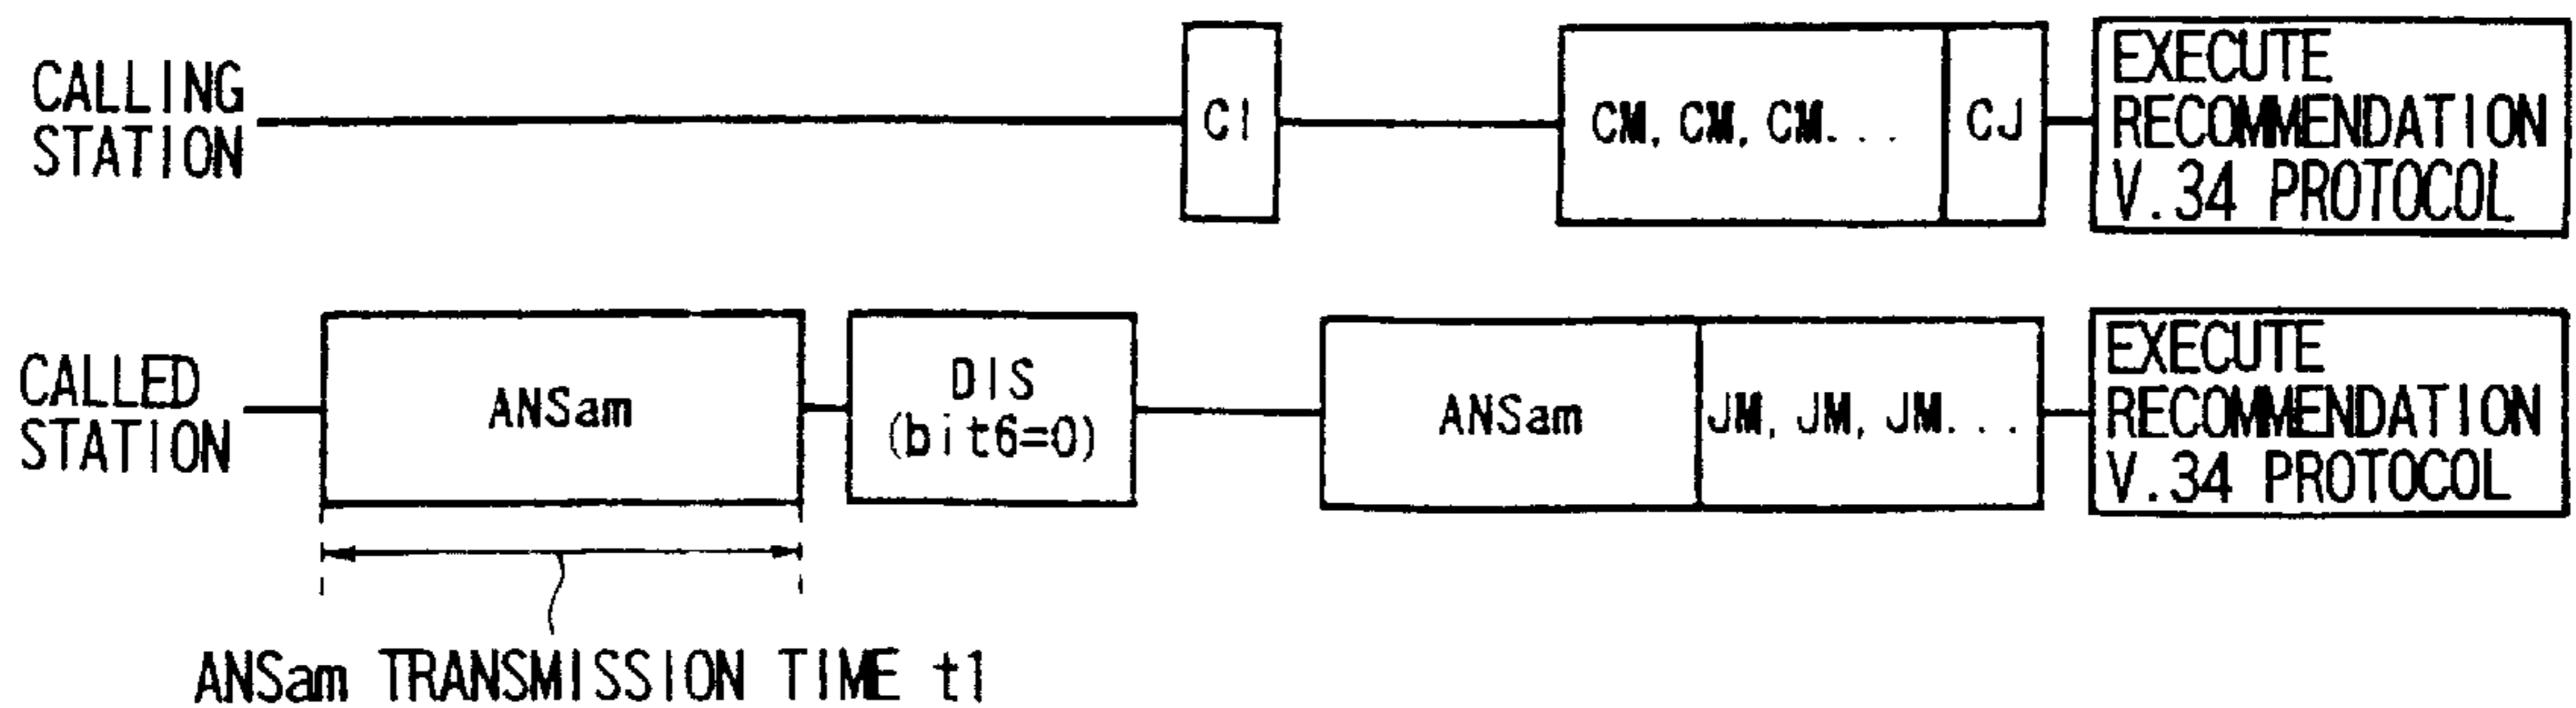 CALLING
STATION
CI
CM, CM, CM...
CJ
EXECUTE
RECOMMENDATION
V.34 PROTOCOL
CALLED
STATION
ANSam
DIS
(bit6=0)
ANSam
JM, JM, JM...
EXECUTE
RECOMMENDATION
V.34 PROTOCOL
ANSam TRANSMISSION TIME t1